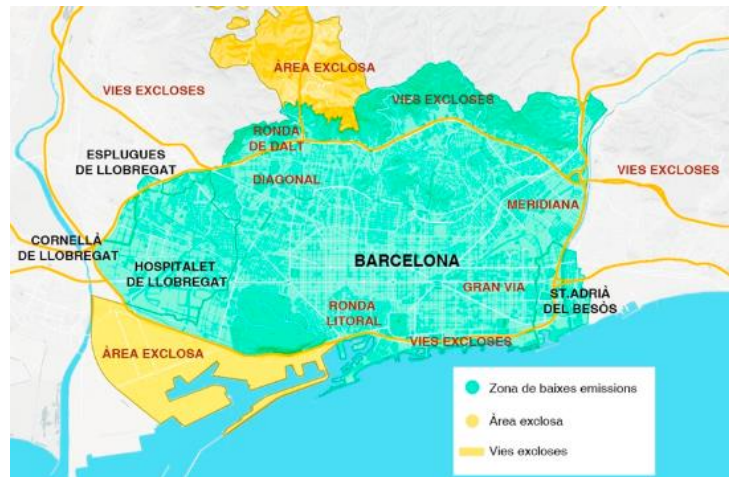 ÀREA EXCLOSA
VIES EXCLOSES
VIES EXCLOSES
RONDA
DE DALT
ESPLUGUES
DE LLOBREGAT
VIES EXCLOSES
DIAGONAL
MERIDIANA
CORNELLÀ
DE LLOBREGAT
BARCELONA
HOSPITALET
DE LLOBREGAT
GRAN VIA
ST.ADRIÀ
DEL BESÒS
RONDA
LITORAL
VIES EXCLOSES
ÀREA EXCLOSA
Zona de baixes emissions
Àrea exclosa
Vies excloses